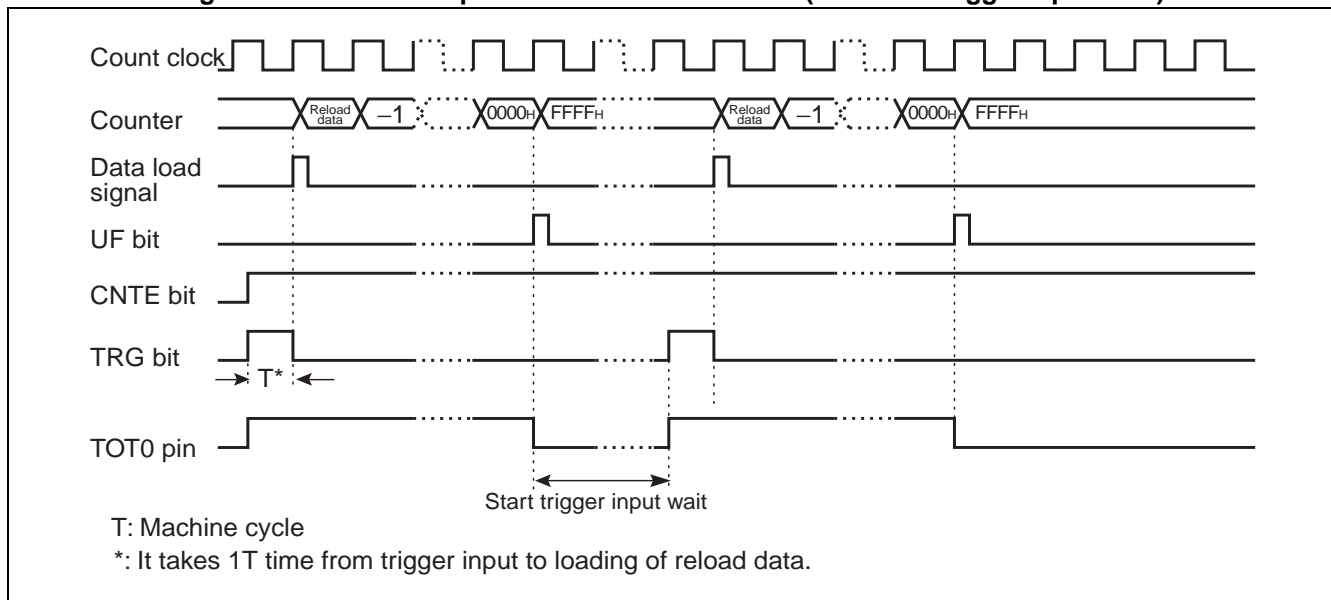 Count clock
Counter Reload data –1 0000H FFFFH Reload data –1 0000H FFFFH
Data load signal
UF bit
CNTE bit
TRG bit
T*
TOT0 pin
Start trigger input wait
T: Machine cycle
*: It takes 1T time from trigger input to loading of reload data.